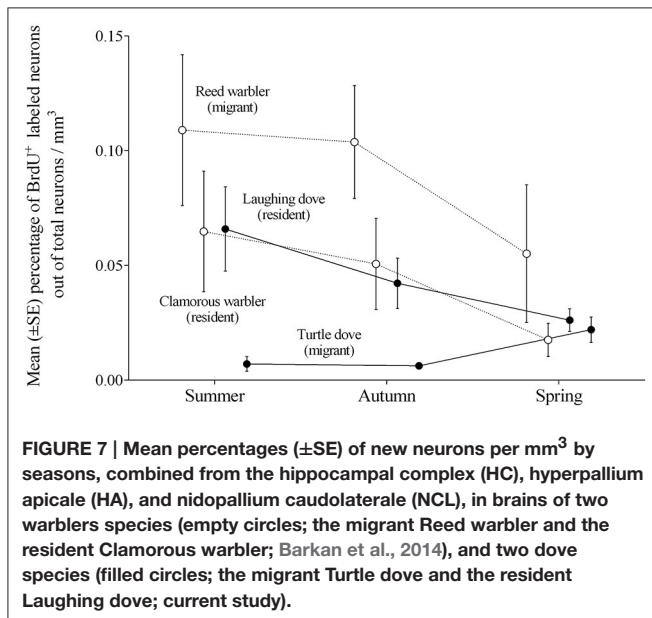 Mean (±SE) percentage of BrdU⁺ labeled neurons
out of total neurons / mm³
0.15
0.10
0.05
0.00
Reed warbler
(migrant)
Laughing dove
(resident)
Clamorous warbler
(resident)
Turtle dove
(migrant)
Summer
Autumn
Spring
FIGURE 7 | Mean percentages (±SE) of new neurons per mm³ by
seasons, combined from the hippocampal complex (HC), hyperpallium
apicale (HA), and nidopallium caudolaterale (NCL), in brains of two
warblers species (empty circles; the migrant Reed warbler and the
resident Clamorous warbler; Barkan et al., 2014), and two dove
species (filled circles; the migrant Turtle dove and the resident
Laughing dove; current study).